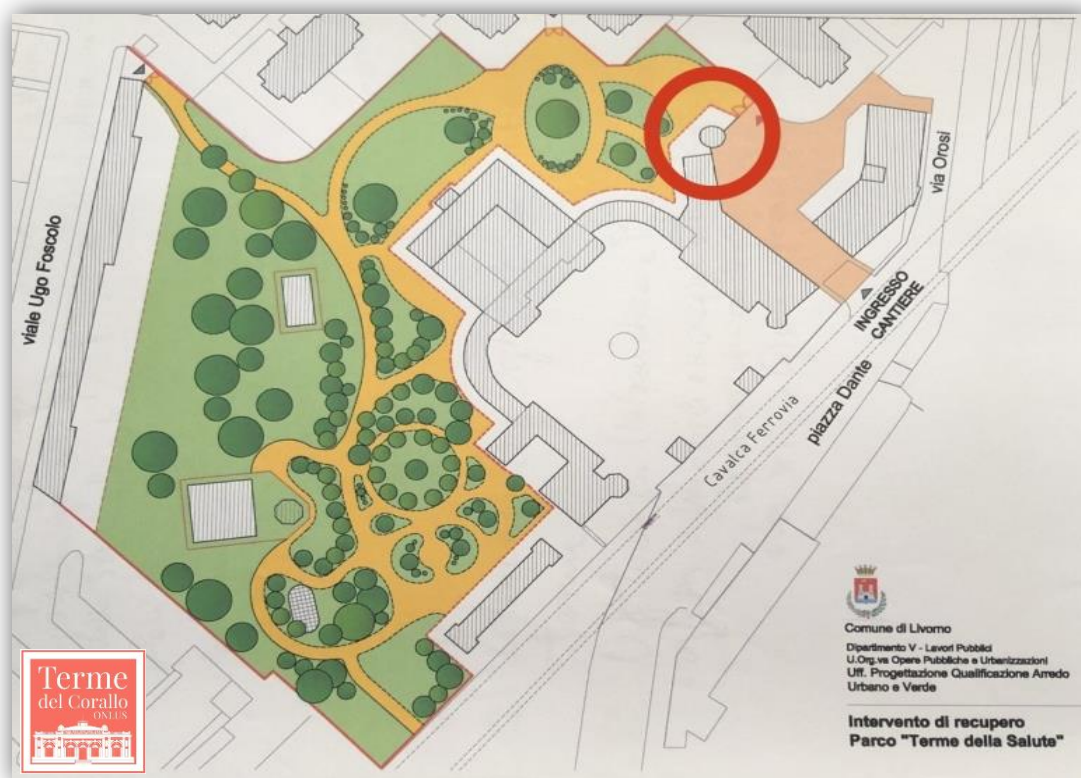 viale Ugo Foscolo
via Orosi
INGRESSO
CANTIERE
piazza Dante
Cavalca Ferrovia
Comune di Livorno
Dipartimento V - Lavori Pubblici
U.Org.va Opere Pubbliche e Urbanizzazioni
Uff. Progettazione Qualificazione Arredo
Urbano e Verde
Intervento di recupero
Parco "Terme della Salute"
Terme
del Corallo
ONLUS